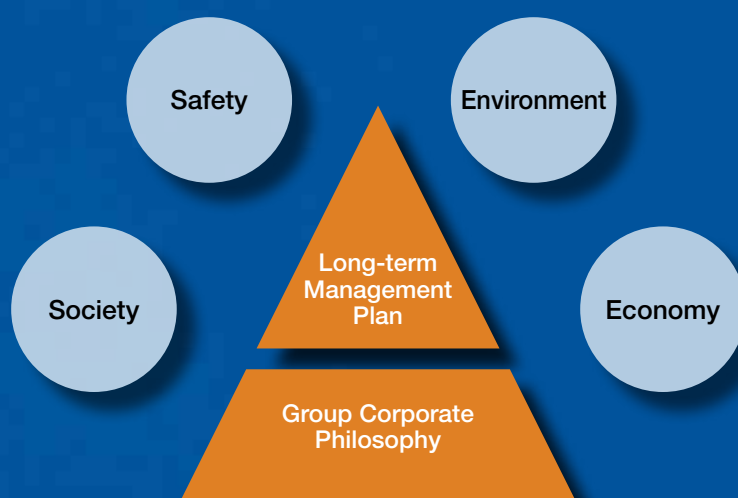 Safety
Environment
Society
Long-term
Management
Plan
Economy
Group Corporate
Philosophy